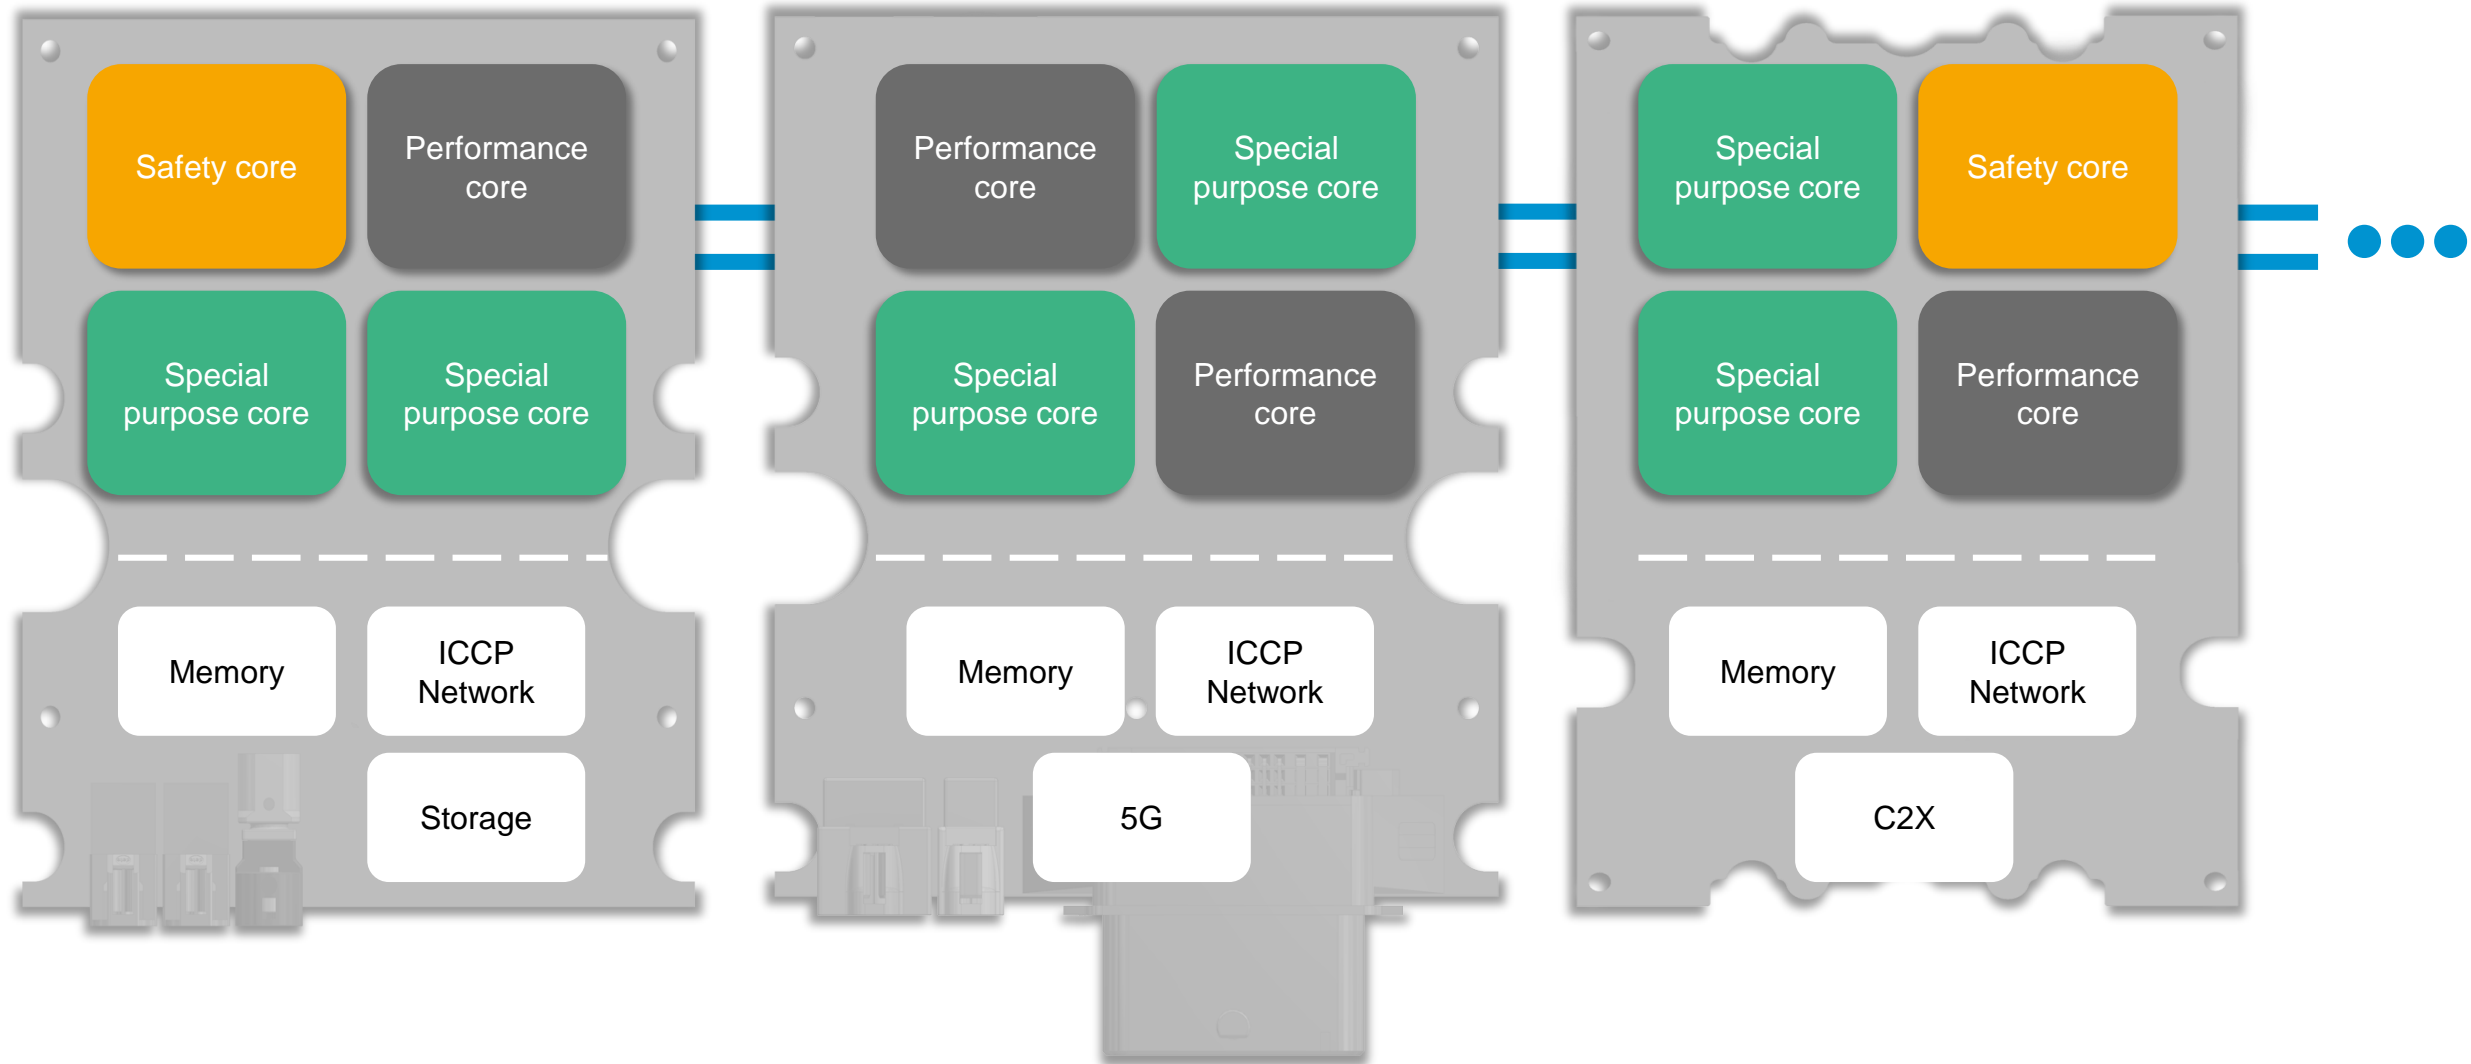 Safety core
Performance
core
Special
purpose core
Special
purpose core
Memory
ICCP
Network
Storage
Performance
core
Special
purpose core
Special
purpose core
Performance
core
Memory
ICCP
Network
5G
Special
purpose core
Safety core
Special
purpose core
Performance
core
Memory
ICCP
Network
C2X